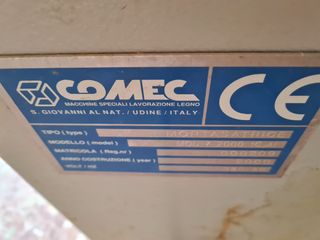 COMEC
MACCHINE SPECIALI LAVORAZIONE LEGNO
S. GIOVANNI AL NAT. / UDINE / ITALY
CE
TIPO ( type ) MORTASATRICE
MODELLO ( model )
MATRICOLA ( Reg.nr )
ANNO COSTRUZIONE ( year )
VOLT / HZ